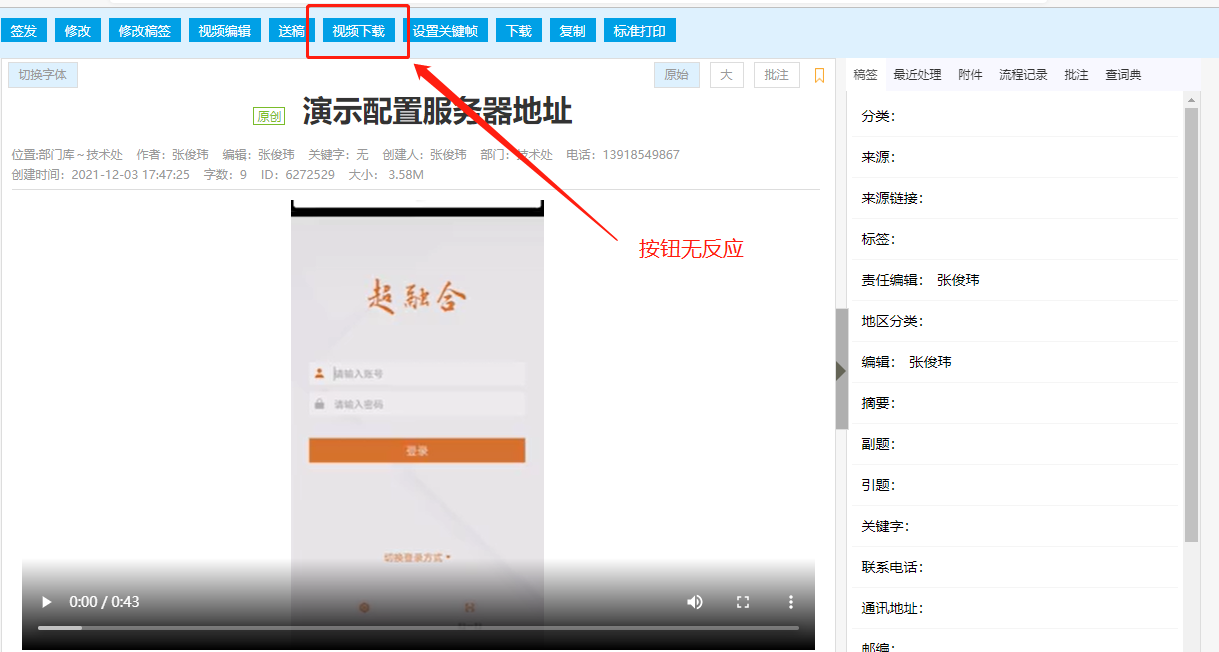 签发 修改 修改稿签 视频编辑 送稿 视频下载 设置关键帧 下载 复制 标准打印
切换字体 原始 大 批注
稿签 最近处理 附件 流程记录 批注 查词典
原创 演示配置服务器地址
位置:部门库~技术处 作者: 张俊玮 编辑: 张俊玮 关键字: 无 创建人: 张俊玮 部门: 技术处 电话: 13918549867
创建时间: 2021-12-03 17:47:25 字数: 9 ID: 6272529 大小: 3.58M
按钮无反应
超融合
请输入账号
请输入密码
登录
切换登录方式
0:00 / 0:43
分类:
来源:
来源链接:
标签:
责任编辑: 张俊玮
地区分类:
编辑: 张俊玮
摘要:
副题:
引题:
关键字:
联系电话:
通讯地址:
邮编: